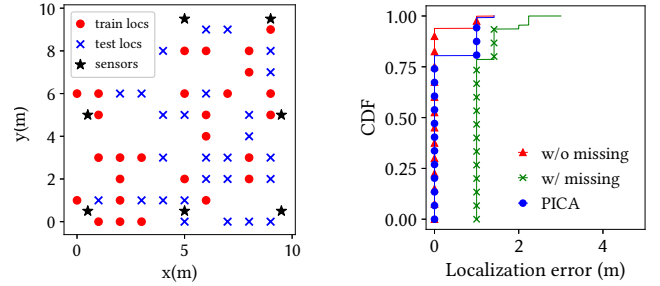 10
8
6
4
2
0
y(m)
train locs
test locs
sensors
0
5
10
x(m)
1.00
0.75
0.50
0.25
0.00
CDF
w/o missing
w/ missing
PICA
0
2
4
Localization error (m)